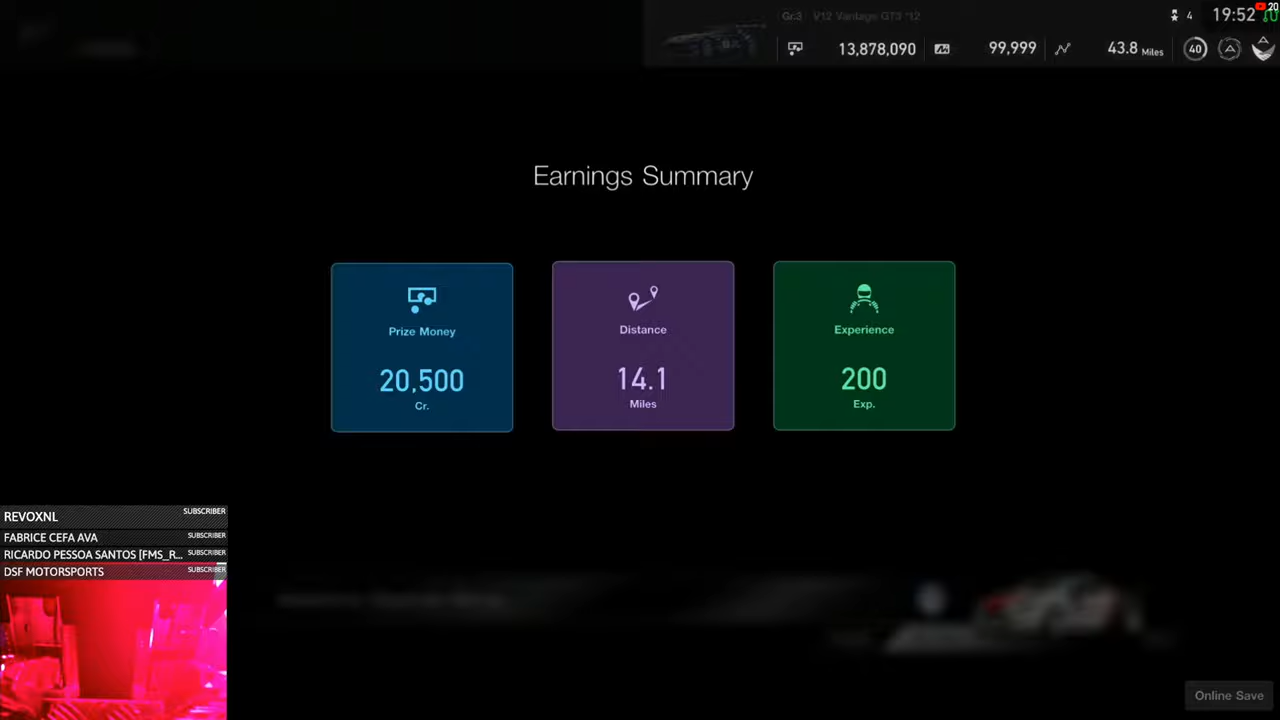 Gr.3 V12 Vantage GT3 '12
4 19:52 20
13,878,090 99,999 43.8 Miles 40
Earnings Summary
Prize Money
20,500
Cr.
Distance
14.1
Miles
Experience
200
Exp.
REVOXNL SUBSCRIBER
FABRICE CEFA AVA SUBSCRIBER
RICARDO PESSOA SANTOS [FMS_R... SUBSCRIBER
DSF MOTORSPORTS SUBSCRIBER
Online Save